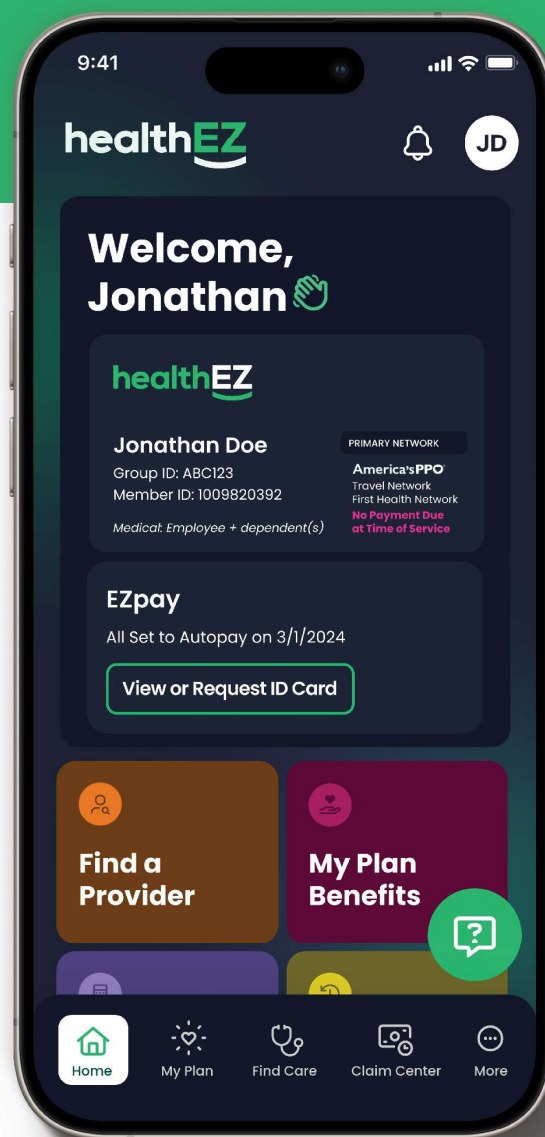 9:41
healthEZ
JD
Welcome,
Jonathan
healthEZ
Jonathan Doe
Group ID: ABC123
Member ID: 1009820392
Medical: Employee + dependent(s)
PRIMARY NETWORK
America'sPPO
Travel Network
First Health Network
No Payment Due
at Time of Service
EZpay
All Set to Autopay on 3/1/2024
View or Request ID Card
Find a
Provider
My Plan
Benefits
?
Home
My Plan
Find Care
Claim Center
More